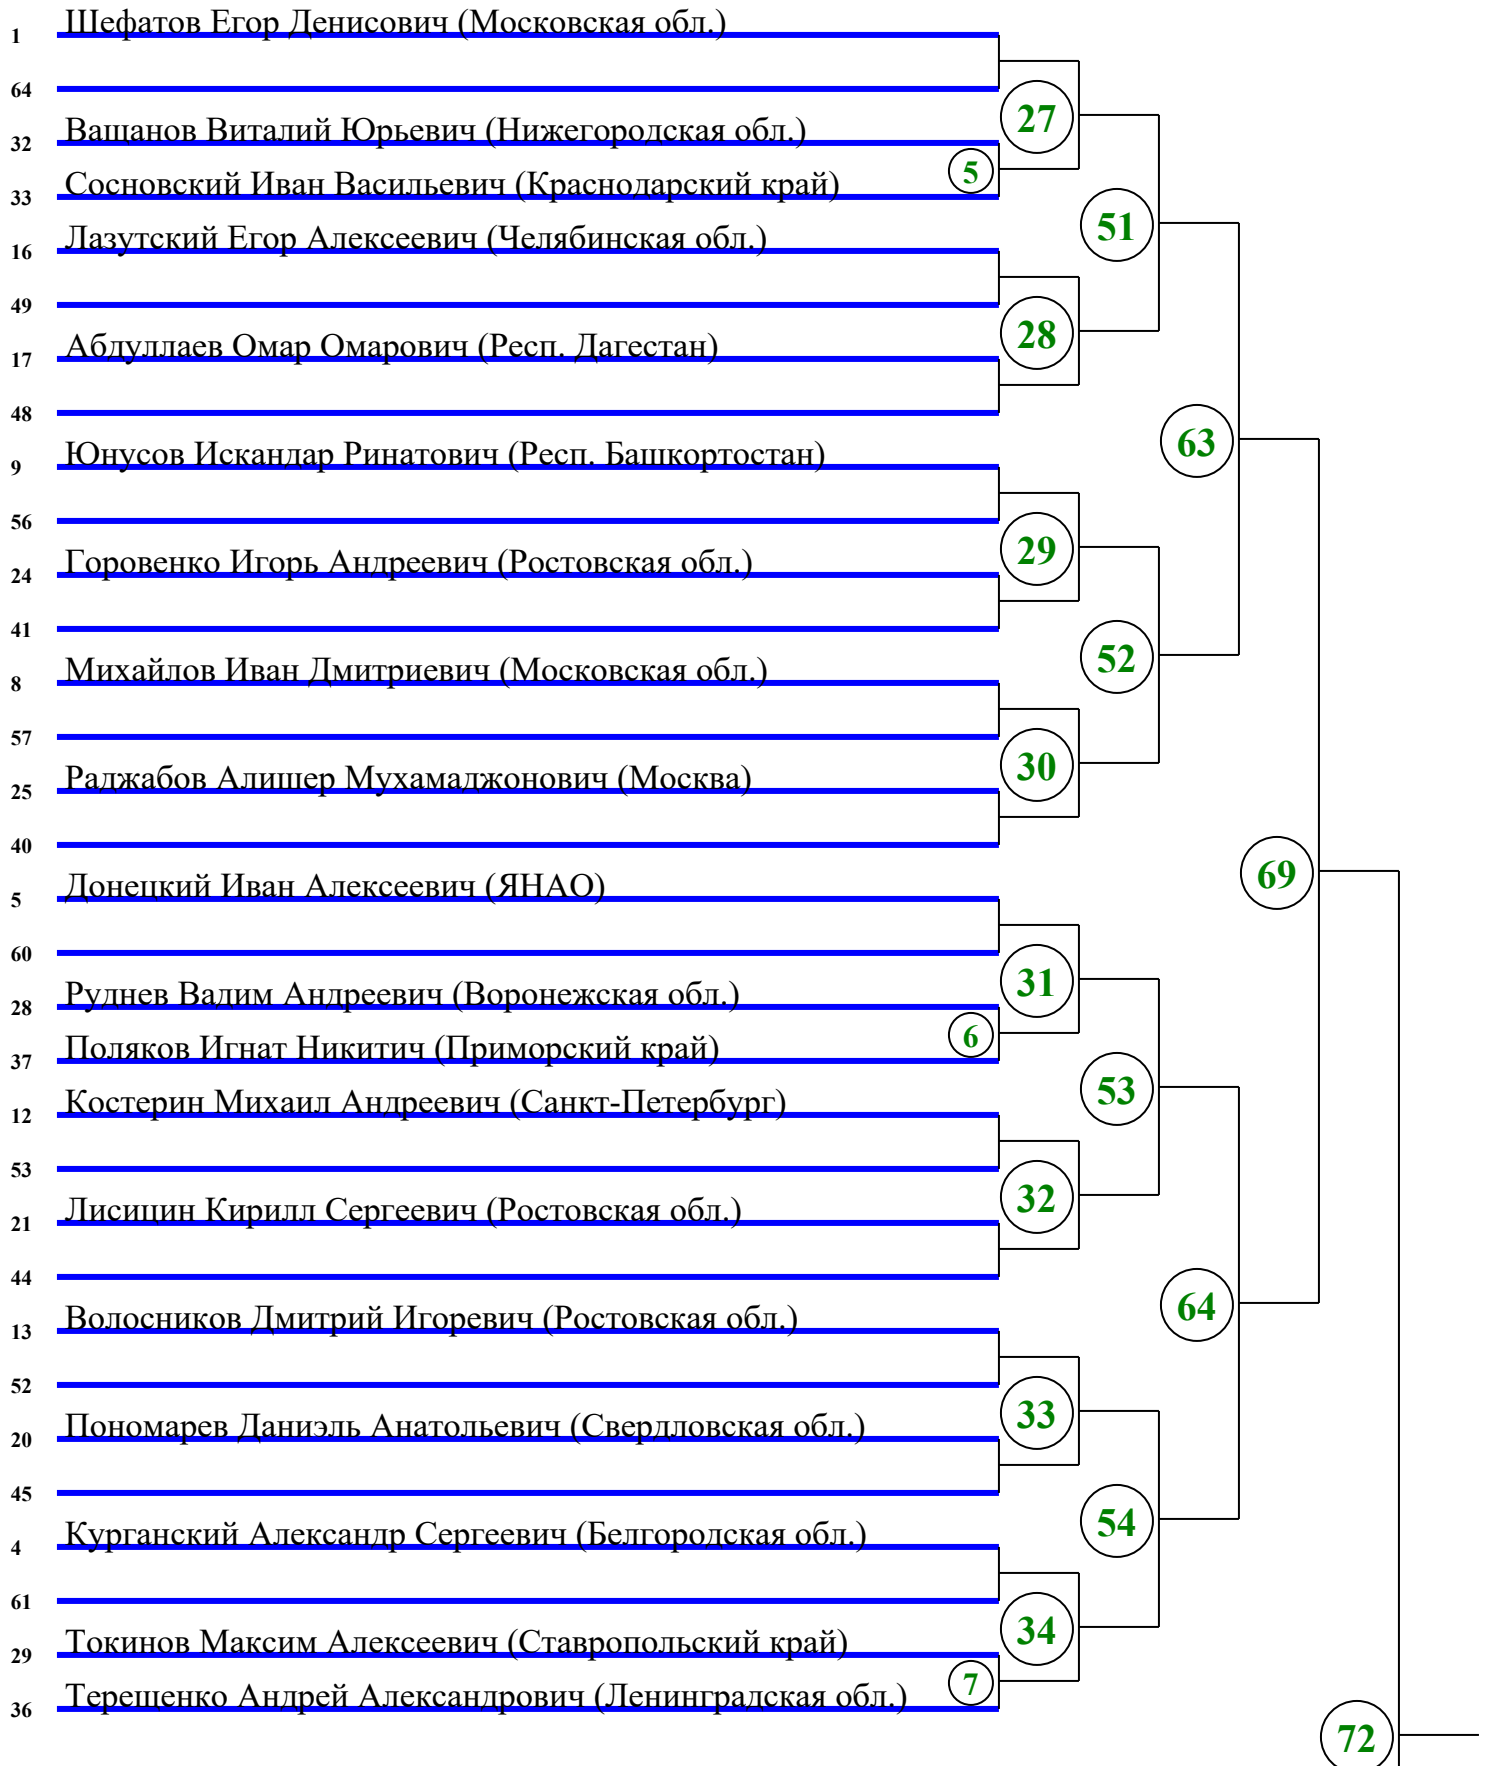 1 Шефатов Егор Денисович (Московская обл.)
64
27
32 Ващанов Виталий Юрьевич (Нижегородская обл.)
5
33 Сосновский Иван Васильевич (Краснодарский край)
51
16 Лазутский Егор Алексеевич (Челябинская обл.)
49
28
17 Абдуллаев Омар Омарович (Респ. Дагестан)
48
63
9 Юнусов Искандар Ринатович (Респ. Башкортостан)
56
29
24 Горовенко Игорь Андреевич (Ростовская обл.)
41
52
8 Михайлов Иван Дмитриевич (Московская обл.)
57
30
25 Раджабов Алишер Мухамаджонович (Москва)
40
69
5 Донецкий Иван Алексеевич (ЯНАО)
60
31
28 Руднев Вадим Андреевич (Воронежская обл.)
6
37 Поляков Игнат Никитич (Приморский край)
53
12 Костерин Михаил Андреевич (Санкт-Петербург)
53
32
21 Лисицин Кирилл Сергеевич (Ростовская обл.)
44
64
13 Волосников Дмитрий Игоревич (Ростовская обл.)
52
33
20 Пономарев Даниэль Анатольевич (Свердловская обл.)
45
54
4 Курганский Александр Сергеевич (Белгородская обл.)
61
34
29 Токинов Максим Алексеевич (Ставропольский край)
7
36 Терещенко Андрей Александрович (Ленинградская обл.)
72